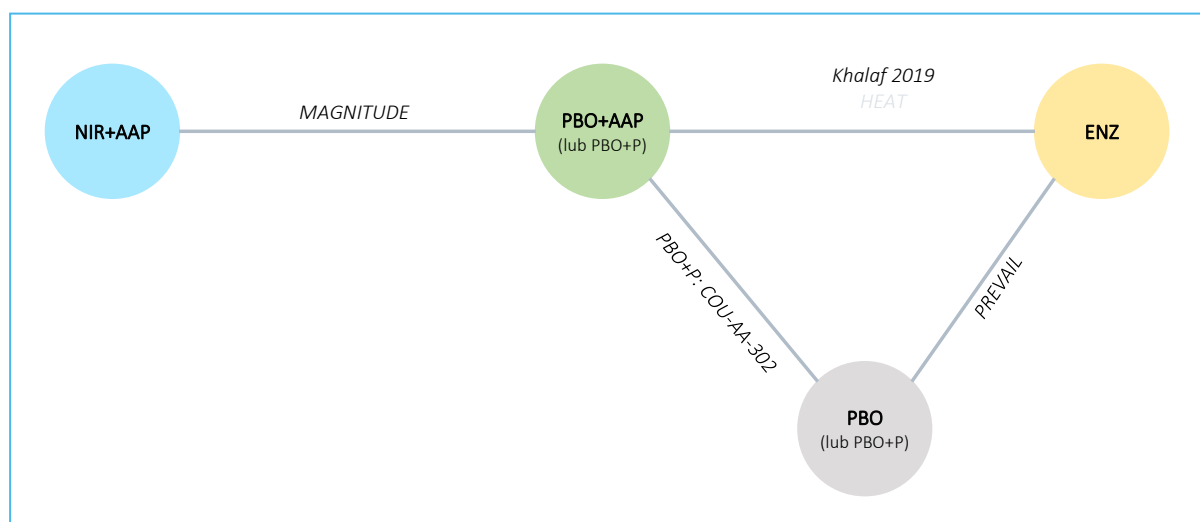 NIR+AAP
MAGNITUDE
PBO+AAP
(lub PBO+P)
Khalaf 2019
HEAT
ENZ
PBO+P: COU-AA-302
PREVAIL
PBO
(lub PBO+P)